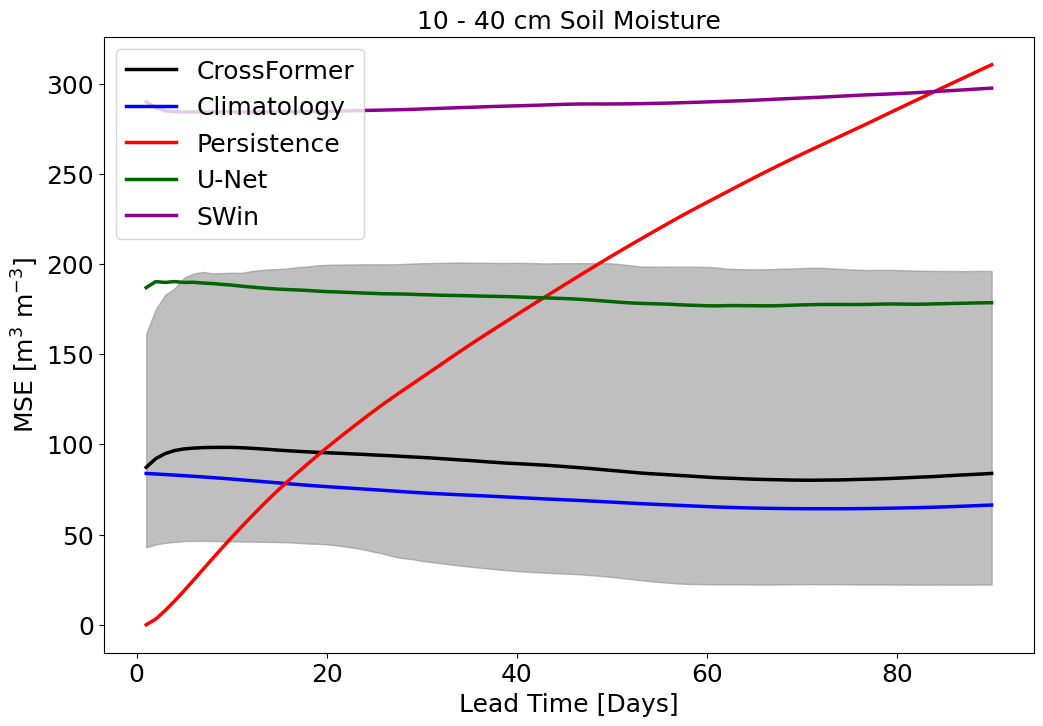 10 - 40 cm Soil Moisture
CrossFormer
Climatology
Persistence
U-Net
SWin
MSE [m³ m⁻³]
300
250
200
150
100
50
0
0 20 40 60 80
Lead Time [Days]